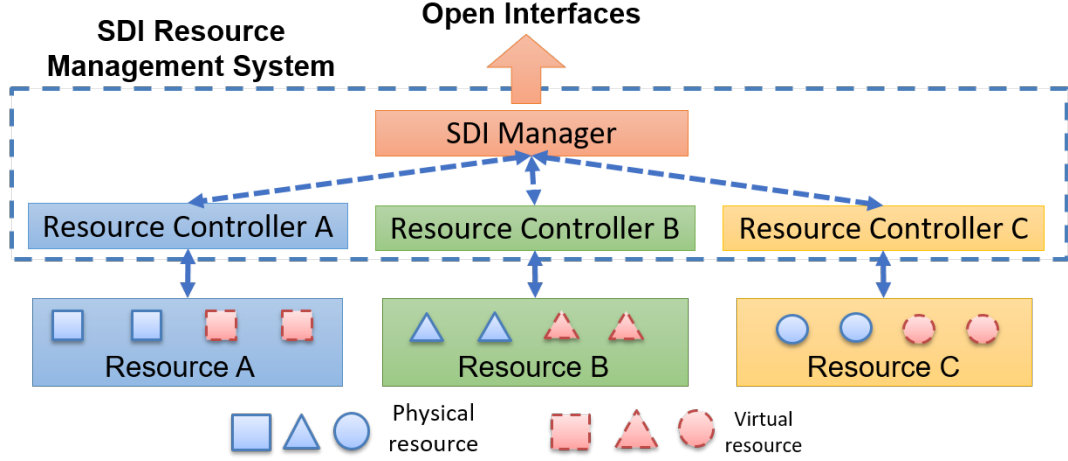 Open Interfaces
SDI Resource
Management System
SDI Manager
Resource Controller A
Resource Controller B
Resource Controller C
Resource A
Resource B
Resource C
Physical
resource
Virtual
resource